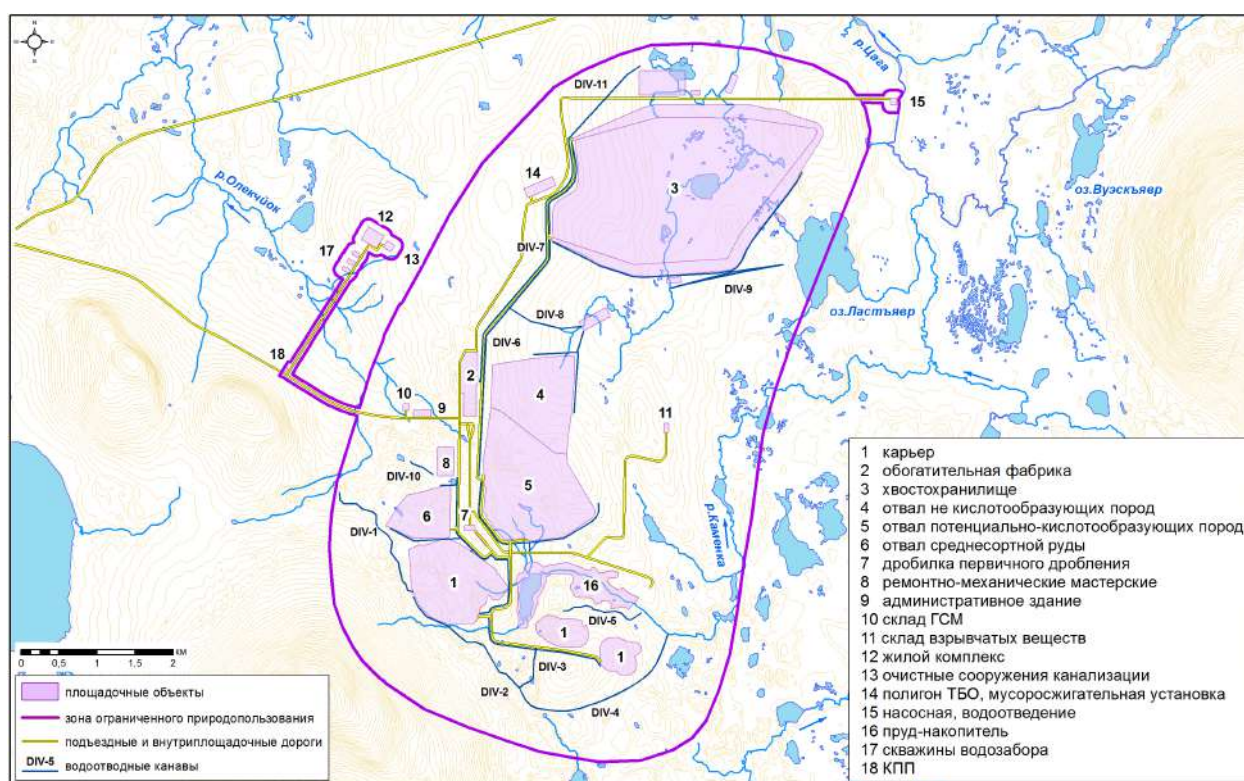 р.Цага
DIV-11
15
14
3
р.Олекчйок
оз.Вуэскъявр
12
17
13
DIV-7
DIV-9
DIV-8
оз.Ластъявр
DIV-6
18
2
4
10
9
11
8
DIV-10
5
6
7
DIV-1
р.Каменка
1
16
DIV-5
1
1
DIV-3
DIV-2
DIV-4
0 0,5 1 1,5 2 км
площадочные объекты
зона ограниченного природопользования
подъездные и внутриплощадочные дороги
DIV-5 водоотводные канавы
1 карьер
2 обогатительная фабрика
3 хвостохранилище
4 отвал не кислотообразующих пород
5 отвал потенциально-кислотообразующих пород
6 отвал среднесортной руды
7 дробилка первичного дробления
8 ремонтно-механические мастерские
9 административное здание
10 склад ГСМ
11 склад взрывчатых веществ
12 жилой комплекс
13 очистные сооружения канализации
14 полигон ТБО, мусоросжигательная установка
15 насосная, водоотведение
16 пруд-накопитель
17 скважины водозабора
18 КПП